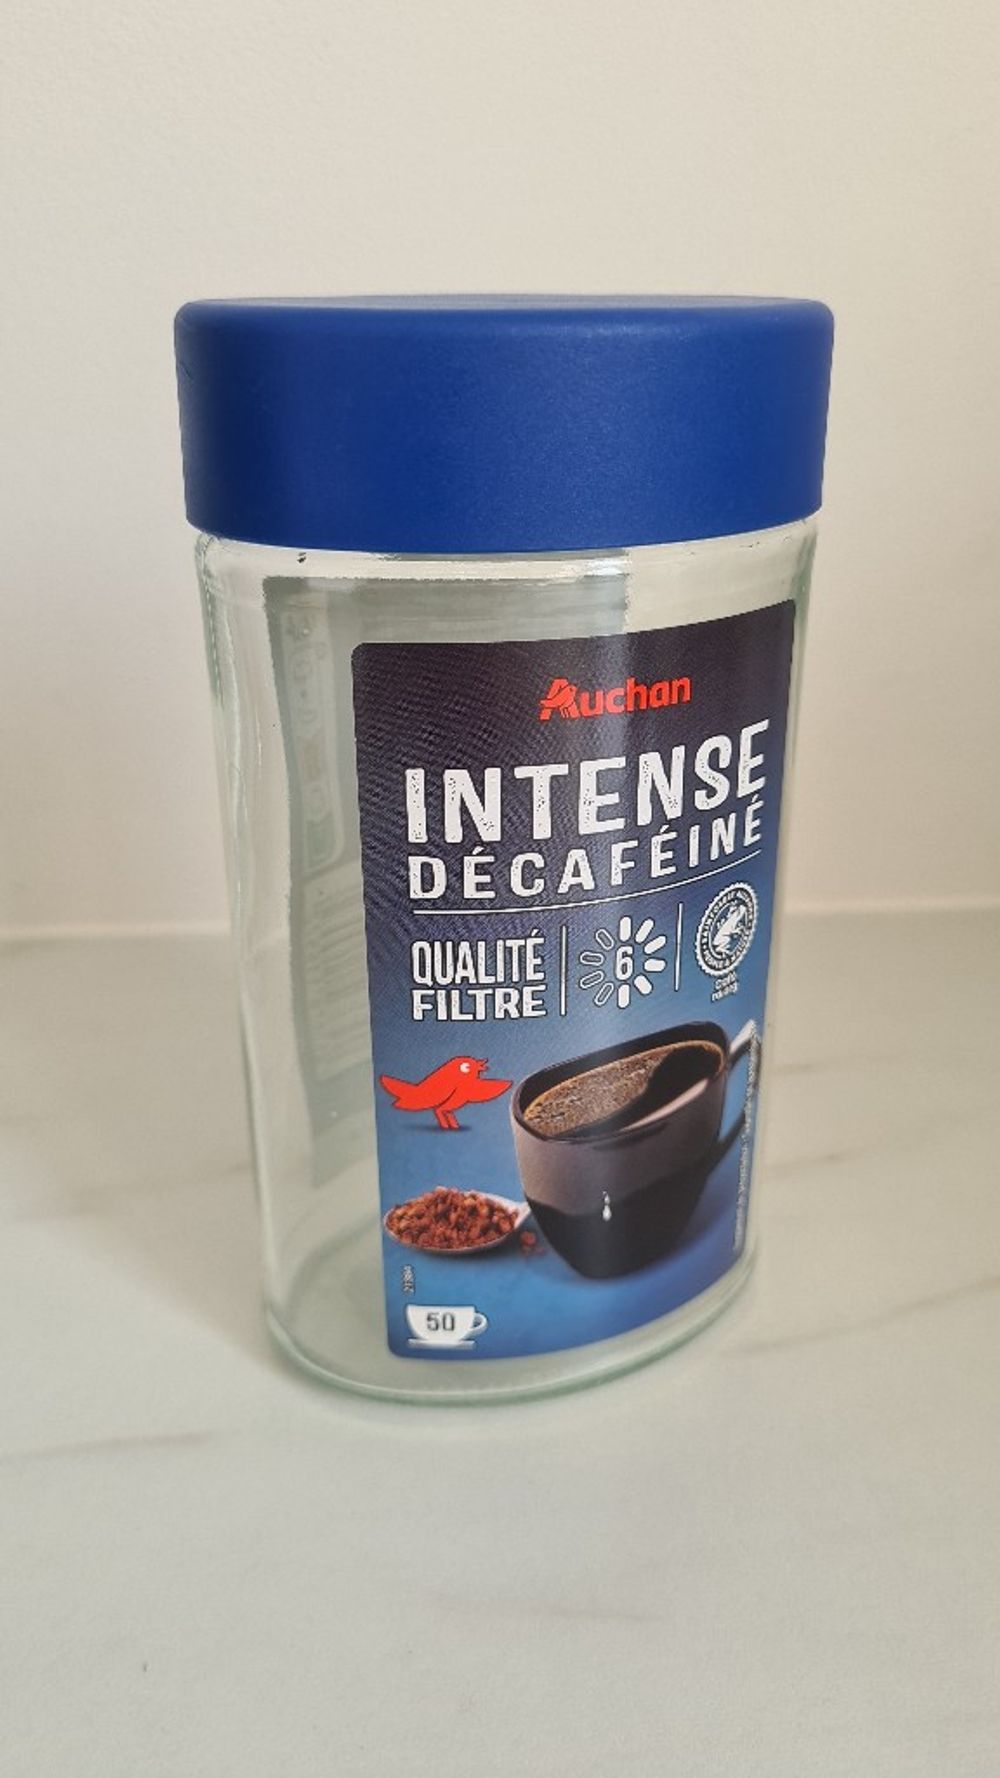 Auchan
INTENSE
DÉCAFÉINÉ
QUALITÉ
FILTRE
6
50